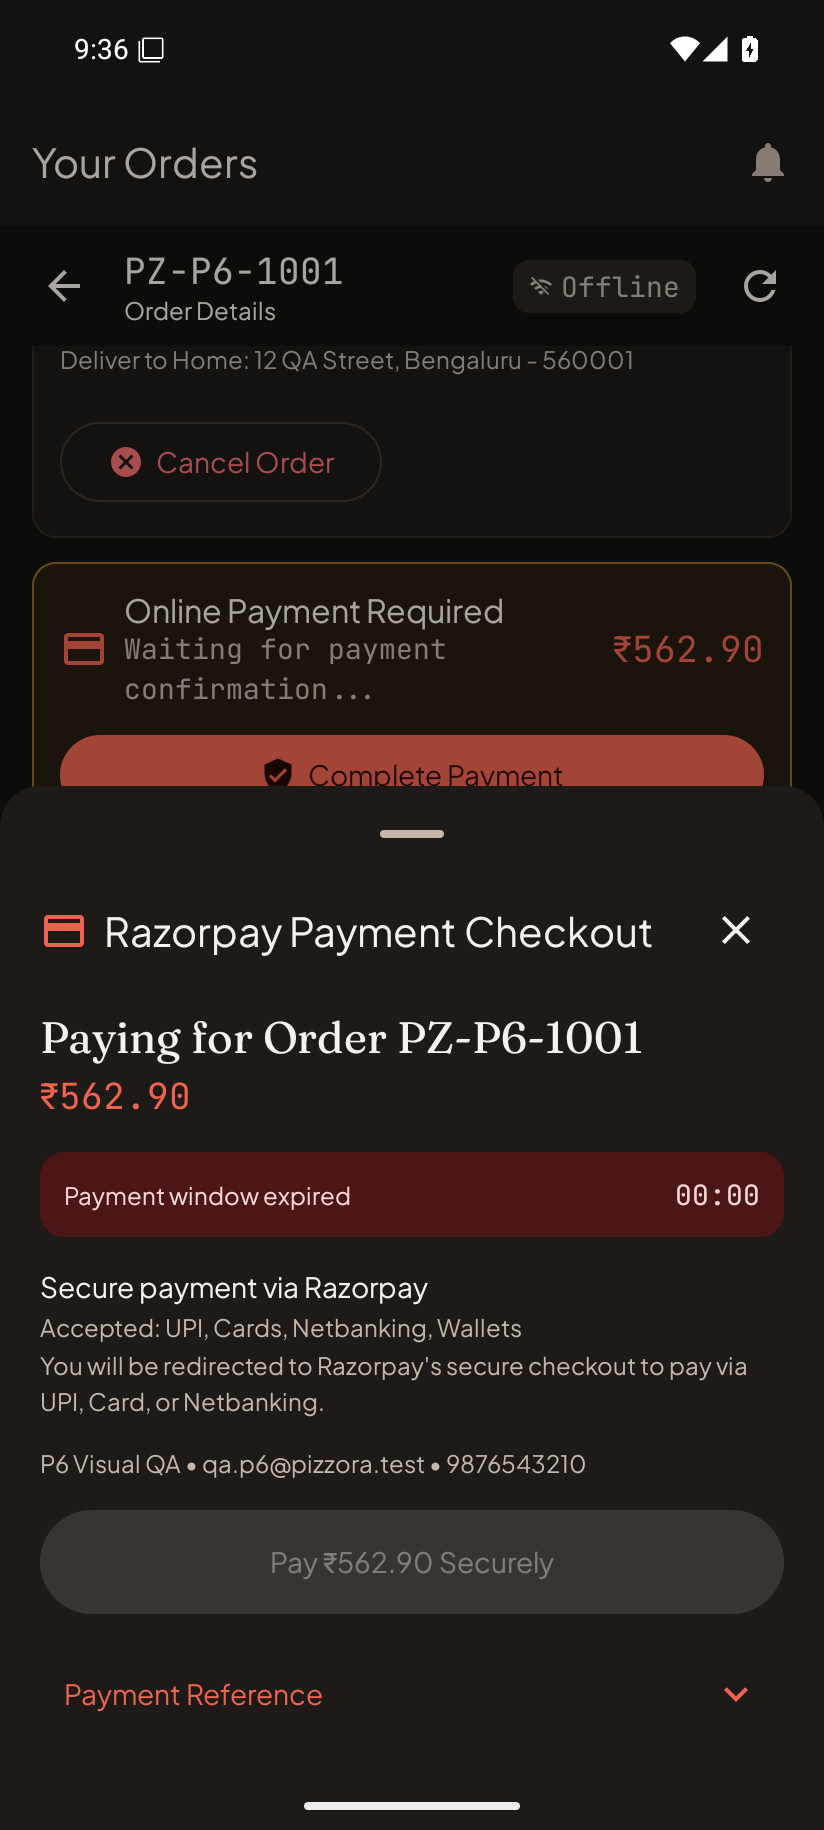 9:36
Your Orders
PZ-P6-1001
Order Details
Offline
Deliver to Home: 12 QA Street, Bengaluru - 560001
Cancel Order
Online Payment Required
Waiting for payment
confirmation...
₹562.90
Complete Payment
Razorpay Payment Checkout
Paying for Order PZ-P6-1001
₹562.90
Payment window expired 00:00
Secure payment via Razorpay
Accepted: UPI, Cards, Netbanking, Wallets
You will be redirected to Razorpay's secure checkout to pay via
UPI, Card, or Netbanking.
P6 Visual QA • qa.p6@pizzora.test • 9876543210
Pay ₹562.90 Securely
Payment Reference